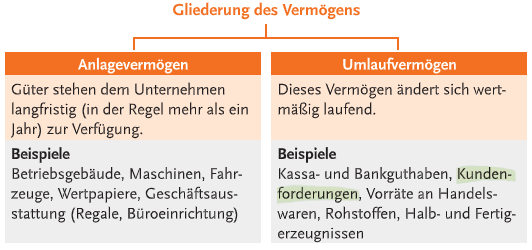 Gliederung des Vermögens
Anlagevermögen
Güter stehen dem Unternehmen
langfristig (in der Regel mehr als ein
Jahr) zur Verfügung.
Beispiele
Betriebsgebäude, Maschinen, Fahr-
zeuge, Wertpapiere, Geschäftsaus-
stattung (Regale, Büroeinrichtung)
Umlaufvermögen
Dieses Vermögen ändert sich wert-
mäßig laufend.
Beispiele
Kassa- und Bankguthaben, Kunden-
forderungen, Vorräte an Handels-
waren, Rohstoffen, Halb- und Fertig-
erzeugnissen